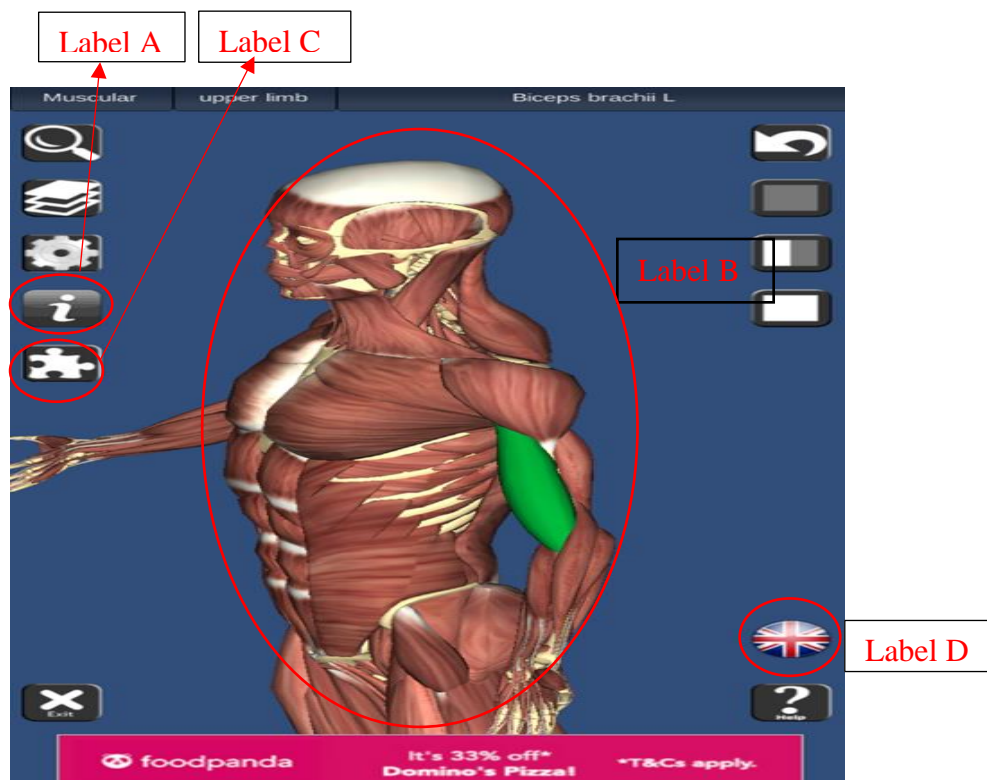 Label A
Label C
Muscular
upper limb
Biceps brachii L
Label B
i
Label D
Exit
?
Help
foodpanda
It's 33% off*
Domino's Pizza!
*T&Cs apply.